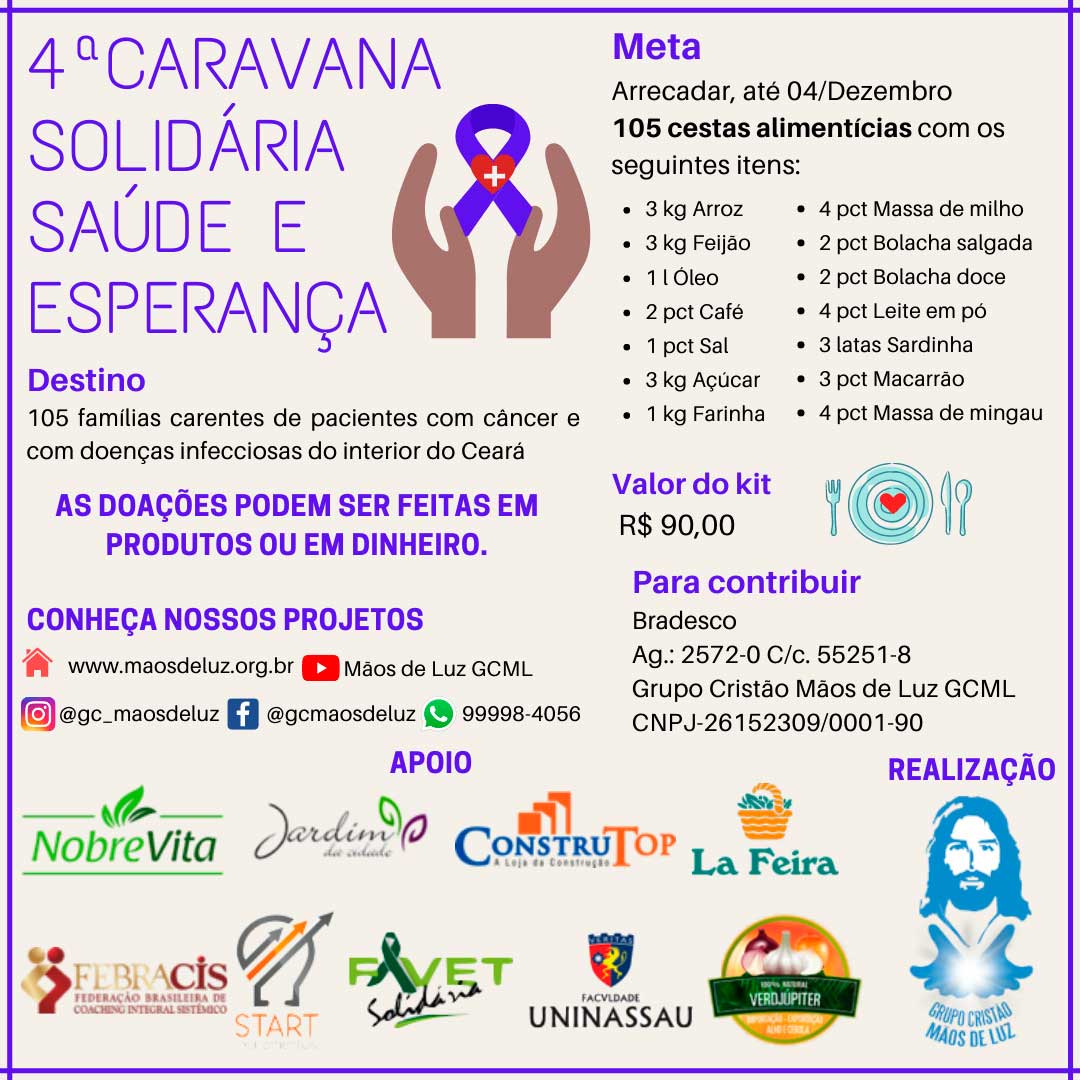 4ªCARAVANA
SOLIDÁRIA
SAÚDE E
ESPERANÇA
Destino
105 famílias carentes de pacientes com câncer e
com doenças infecciosas do interior do Ceará
AS DOAÇÕES PODEM SER FEITAS EM
PRODUTOS OU EM DINHEIRO.
Meta
Arrecadar, até 04/Dezembro
105 cestas alimentícias com os
seguintes itens:
• 3 kg Arroz
• 3 kg Feijão
• 1 l Óleo
• 2 pct Café
• 1 pct Sal
• 3 kg Açúcar
• 1 kg Farinha
• 4 pct Massa de milho
• 2 pct Bolacha salgada
• 2 pct Bolacha doce
• 4 pct Leite em pó
• 3 latas Sardinha
• 3 pct Macarrão
• 4 pct Massa de mingau
Valor do kit
R$ 90,00
Para contribuir
Bradesco
Ag.: 2572-0 C/c. 55251-8
Grupo Cristão Mãos de Luz GCML
CNPJ-26152309/0001-90
CONHEÇA NOSSOS PROJETOS
www.maosdeluz.org.br Mãos de Luz GCML
@gc_maosdeluz @gcmaosdeluz 99998-4056
APOIO
NobreVita
Jardim
da cidade
CONSTRUTOP
A Loja da Construção
La Feira
FEBRACIS
FEDERAÇÃO BRASILEIRA DE
COACHING INTEGRAL SISTÊMICO
START
FAVET
Solidária
VERITAS
FACVLDADE
UNINASSAU
100% NATURAL
VERDJÚPITER
IMPORTAÇÃO - EXPORTAÇÃO
ALHO E CEBOLA
REALIZAÇÃO
GRUPO CRISTÃO
MÃOS DE LUZ